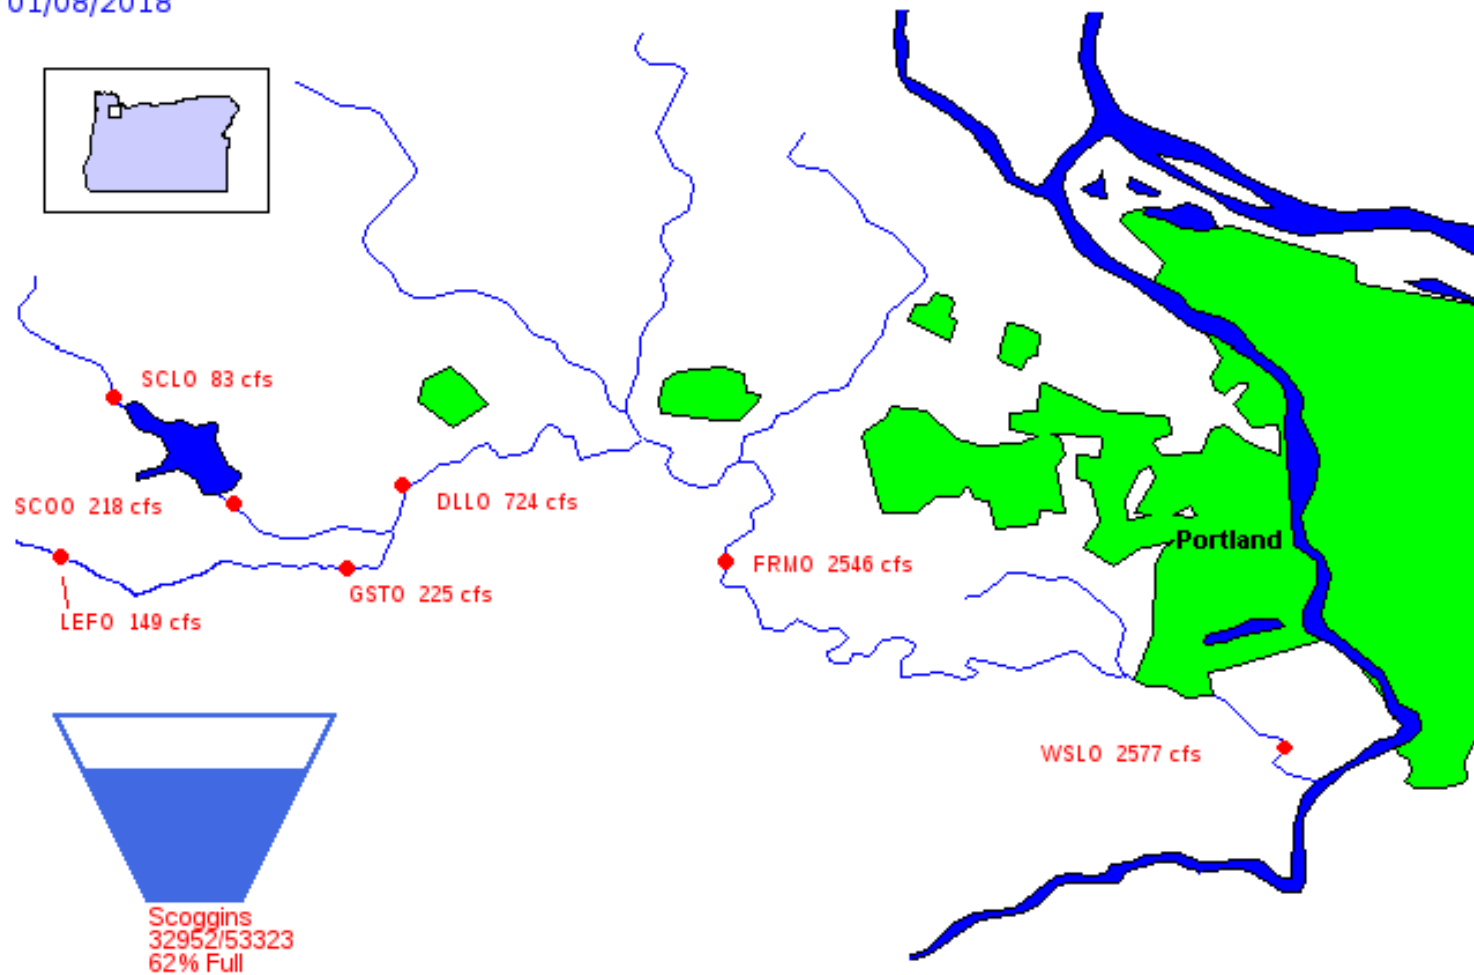 01/08/2018
SCLO 83 cfs
SCOO 218 cfs
DLLO 724 cfs
Portland
FRMO 2546 cfs
GSTO 225 cfs
LEFO 149 cfs
WSLO 2577 cfs
Scoggins
32952/53323
62% Full